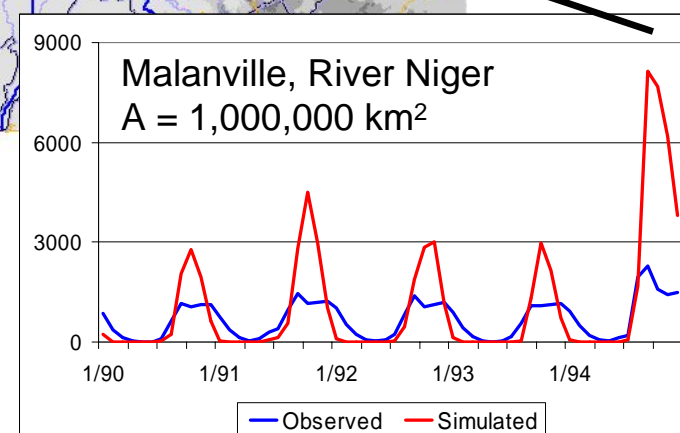 9000
Malanville, River Niger
A = 1,000,000 km²
6000
3000
0
1/90 1/91 1/92 1/93 1/94
Observed Simulated